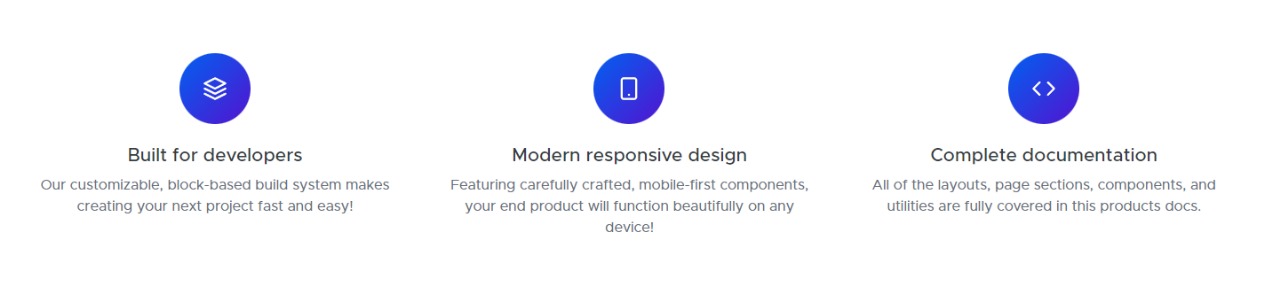 Built for developers
Our customizable, block-based build system makes
creating your next project fast and easy!
Modern responsive design
Featuring carefully crafted, mobile-first components,
your end product will function beautifully on any
device!
Complete documentation
All of the layouts, page sections, components, and
utilities are fully covered in this products docs.